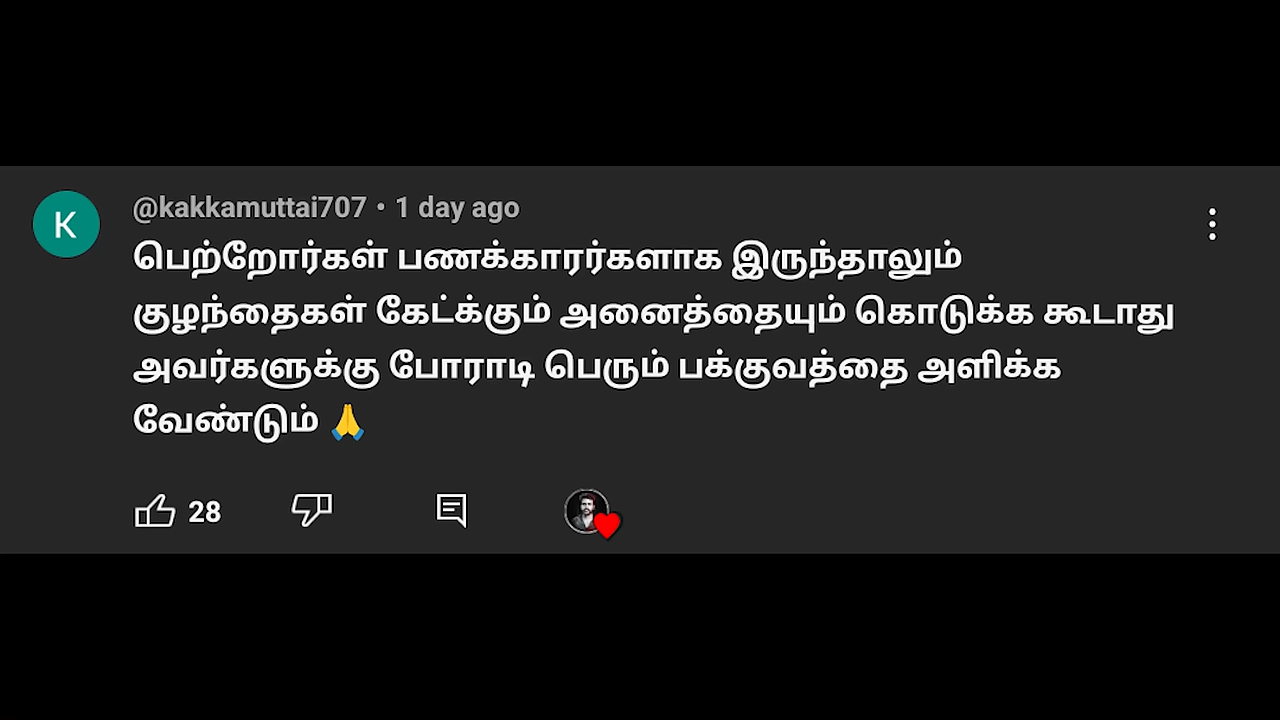 @kakkamuttai707 • 1 day ago
பெற்றோர்கள் பணக்காரர்களாக இருந்தாலும்
குழந்தைகள் கேட்க்கும் அனைத்தையும் கொடுக்க கூடாது
அவர்களுக்கு போராடி பெரும் பக்குவத்தை அளிக்க
வேண்டும் 🙏
28
K